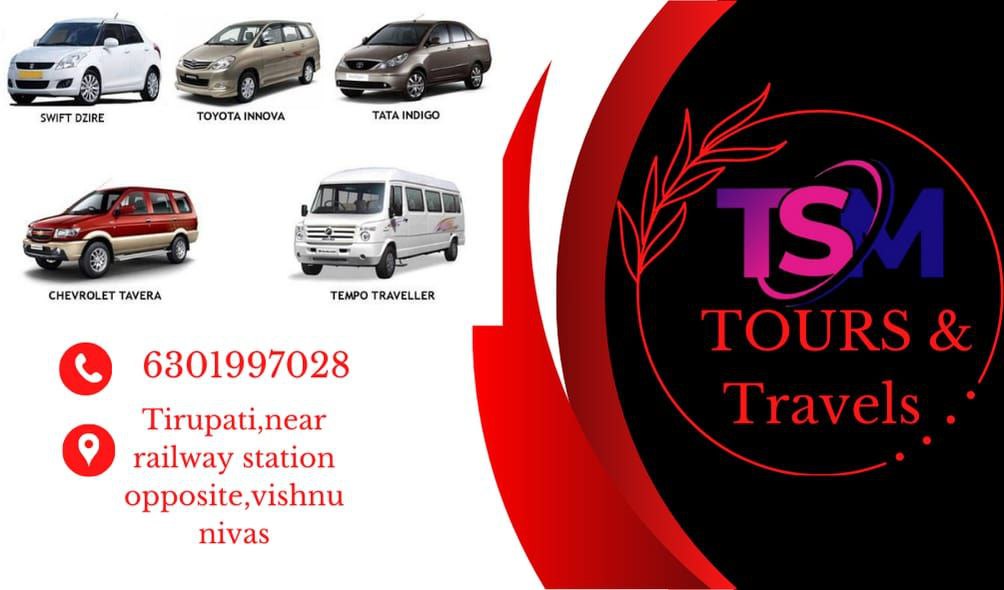 SWIFT DZIRE
TOYOTA INNOVA
TATA INDIGO
CHEVROLET TAVERA
TEMPO TRAVELLER
6301997028
Tirupati,near
railway station
opposite,vishnu
nivas
TSM
TOURS &
Travels